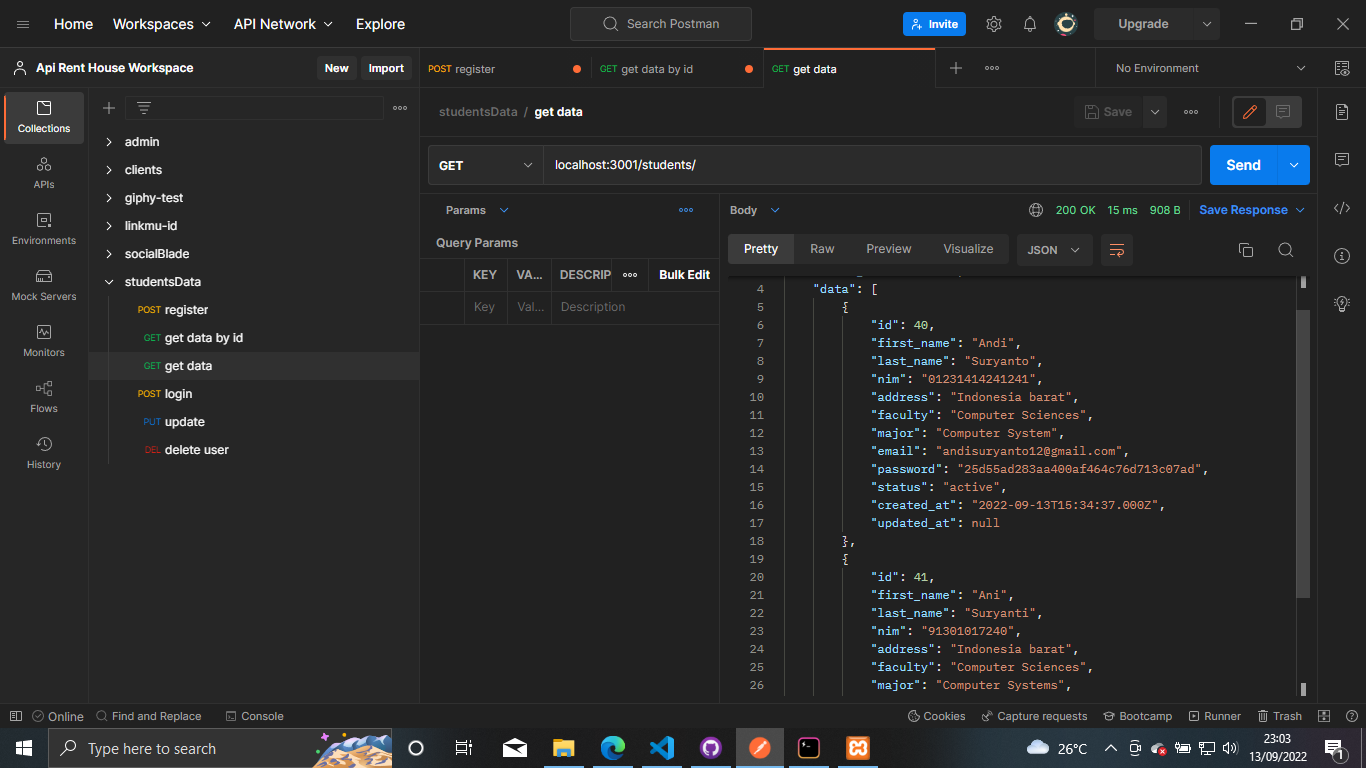 Home Workspaces API Network Explore Search Postman Invite Upgrade
Api Rent House Workspace New Import POST register GET get data by id GET get data No Environment
Collections
APIs
Environments
Mock Servers
Monitors
Flows
History
admin
clients
giphy-test
linkmu-id
socialBlade
studentsData
POST register
GET get data by id
GET get data
POST login
PUT update
DEL delete user
studentsData / get data Save
GET localhost:3001/students/ Send
Params
Query Params
KEY VA... DESCRIP Bulk Edit
Key Val... Description
Body 200 OK 15 ms 908 B Save Response
Pretty Raw Preview Visualize JSON
4 "data": [
5 {
6 "id": 40,
7 "first_name": "Andi",
8 "last_name": "Suryanto",
9 "nim": "01231414241241",
10 "address": "Indonesia barat",
11 "faculty": "Computer Sciences",
12 "major": "Computer System",
13 "email": "andisuryanto12@gmail.com",
14 "password": "25d55ad283aa400af464c76d713c07ad",
15 "status": "active",
16 "created_at": "2022-09-13T15:34:37.000Z",
17 "updated_at": null
18 },
19 {
20 "id": 41,
21 "first_name": "Ani",
22 "last_name": "Suryanti",
23 "nim": "91301017240",
24 "address": "Indonesia barat",
25 "faculty": "Computer Sciences",
26 "major": "Computer Systems",
Online Find and Replace Console Cookies Capture requests Bootcamp Runner Trash
Type here to search 26°C 23:03
13/09/2022
1